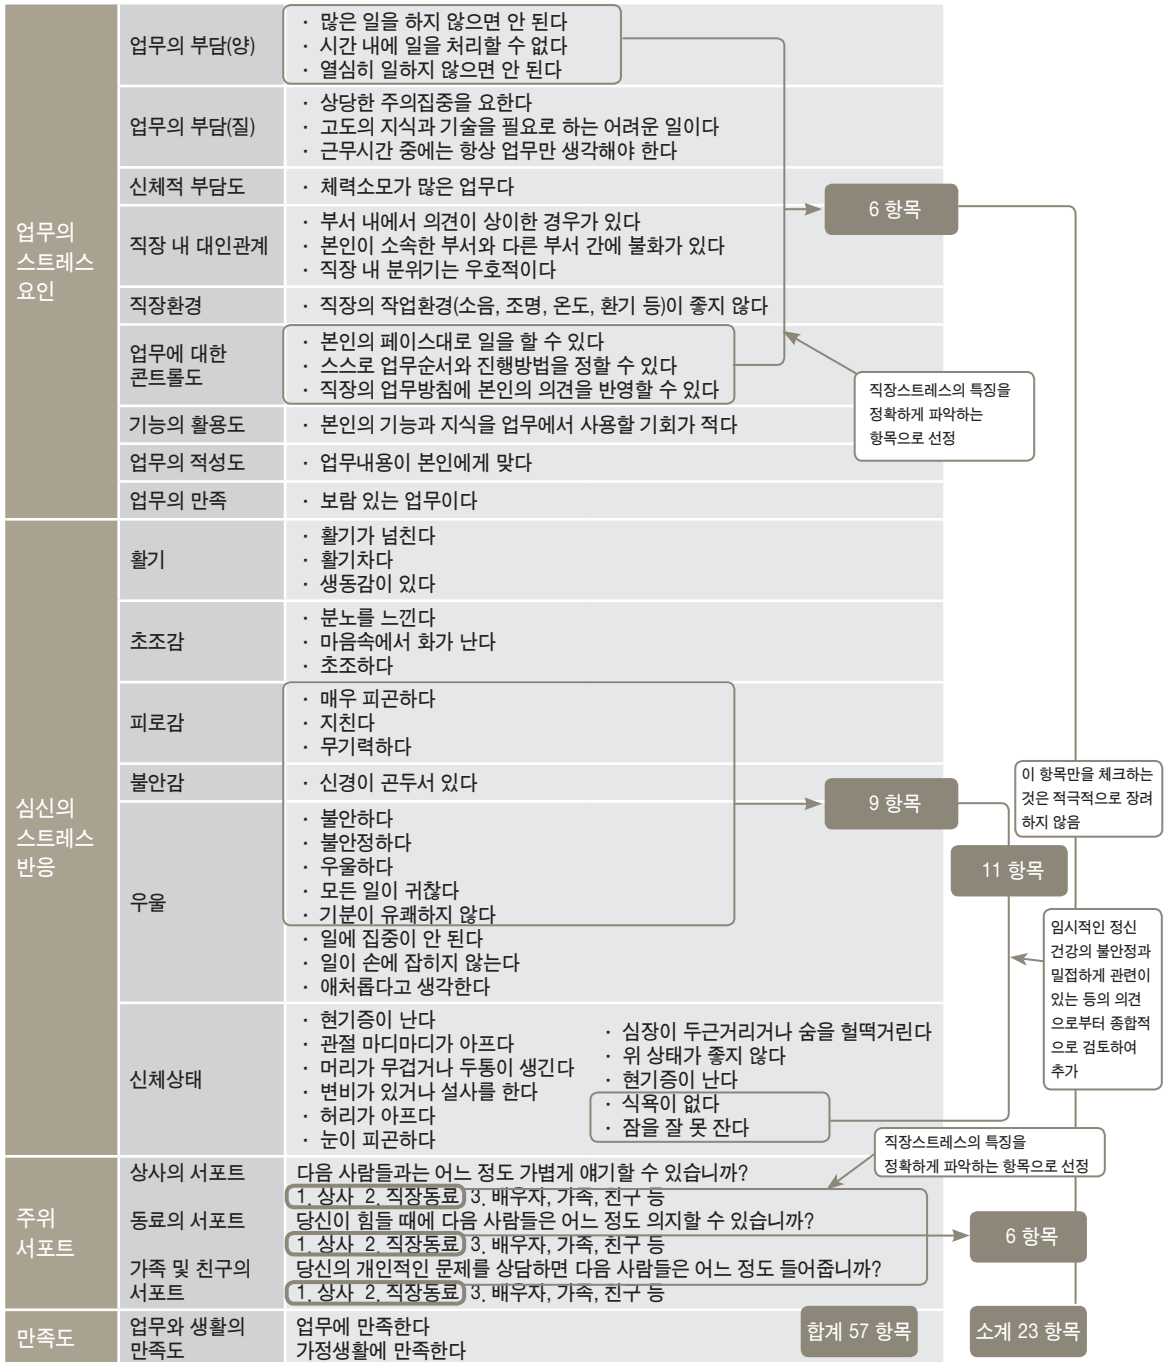 업무의
스트레스
요인
업무의 부담(양)
· 많은 일을 하지 않으면 안 된다
· 시간 내에 일을 처리할 수 없다
· 열심히 일하지 않으면 안 된다
업무의 부담(질)
· 상당한 주의집중을 요한다
· 고도의 지식과 기술을 필요로 하는 어려운 일이다
· 근무시간 중에는 항상 업무만 생각해야 한다
신체적 부담도
· 체력소모가 많은 업무다
6 항목
직장 내 대인관계
· 부서 내에서 의견이 상이한 경우가 있다
· 본인이 소속한 부서와 다른 부서 간에 불화가 있다
· 직장 내 분위기는 우호적이다
직장환경
· 직장의 작업환경(소음, 조명, 온도, 환기 등)이 좋지 않다
업무에 대한
콘트롤도
· 본인의 페이스대로 일을 할 수 있다
· 스스로 업무순서와 진행방법을 정할 수 있다
· 직장의 업무방침에 본인의 의견을 반영할 수 있다
직장스트레스의 특징을
정확하게 파악하는
항목으로 선정
기능의 활용도
· 본인의 기능과 지식을 업무에서 사용할 기회가 적다
업무의 적성도
· 업무내용이 본인에게 맞다
업무의 만족
· 보람 있는 업무이다
심신의
스트레스
반응
활기
· 활기가 넘친다
· 활기차다
· 생동감이 있다
초조감
· 분노를 느낀다
· 마음속에서 화가 난다
· 초조하다
피로감
· 매우 피곤하다
· 지친다
· 무기력하다
불안감
· 신경이 곤두서 있다
9 항목
이 항목만을 체크하는
것은 적극적으로 장려
하지 않음
우울
· 불안하다
· 불안정하다
· 우울하다
· 모든 일이 귀찮다
· 기분이 유쾌하지 않다
· 일에 집중이 안 된다
· 일이 손에 잡히지 않는다
· 애처롭다고 생각한다
11 항목
임시적인 정신
건강의 불안정과
밀접하게 관련이
있는 등의 의견
으로부터 종합적
으로 검토하여
추가
신체상태
· 현기증이 난다
· 관절 마디마디가 아프다
· 머리가 무겁거나 두통이 생긴다
· 변비가 있거나 설사를 한다
· 허리가 아프다
· 눈이 피곤하다
· 심장이 두근거리거나 숨을 헐떡거린다
· 위 상태가 좋지 않다
· 현기증이 난다
· 식욕이 없다
· 잠을 잘 못 잔다
직장스트레스의 특징을
정확하게 파악하는 항목으로 선정
주위
서포트
상사의 서포트
동료의 서포트
가족 및 친구의
서포트
다음 사람들과는 어느 정도 가볍게 얘기할 수 있습니까?
1. 상사 2. 직장동료 3. 배우자, 가족, 친구 등
당신이 힘들 때에 다음 사람들은 어느 정도 의지할 수 있습니까?
1. 상사 2. 직장동료 3. 배우자, 가족, 친구 등
당신의 개인적인 문제를 상담하면 다음 사람들은 어느 정도 들어줍니까?
1. 상사 2. 직장동료 3. 배우자, 가족, 친구 등
6 항목
만족도
업무와 생활의
만족도
업무에 만족한다
가정생활에 만족한다
합계 57 항목
소계 23 항목